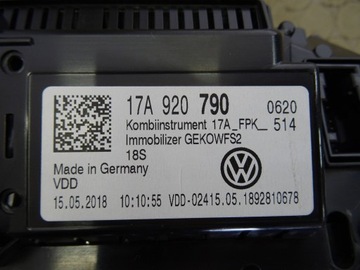 17A 920 790 0620
Kombiinstrument 17A_FPK_ 514
Immobilizer GEKOWFS2
18S
Made in Germany
VDD
15.05.2018 10:10:55 VDD-02415.05.1892810678